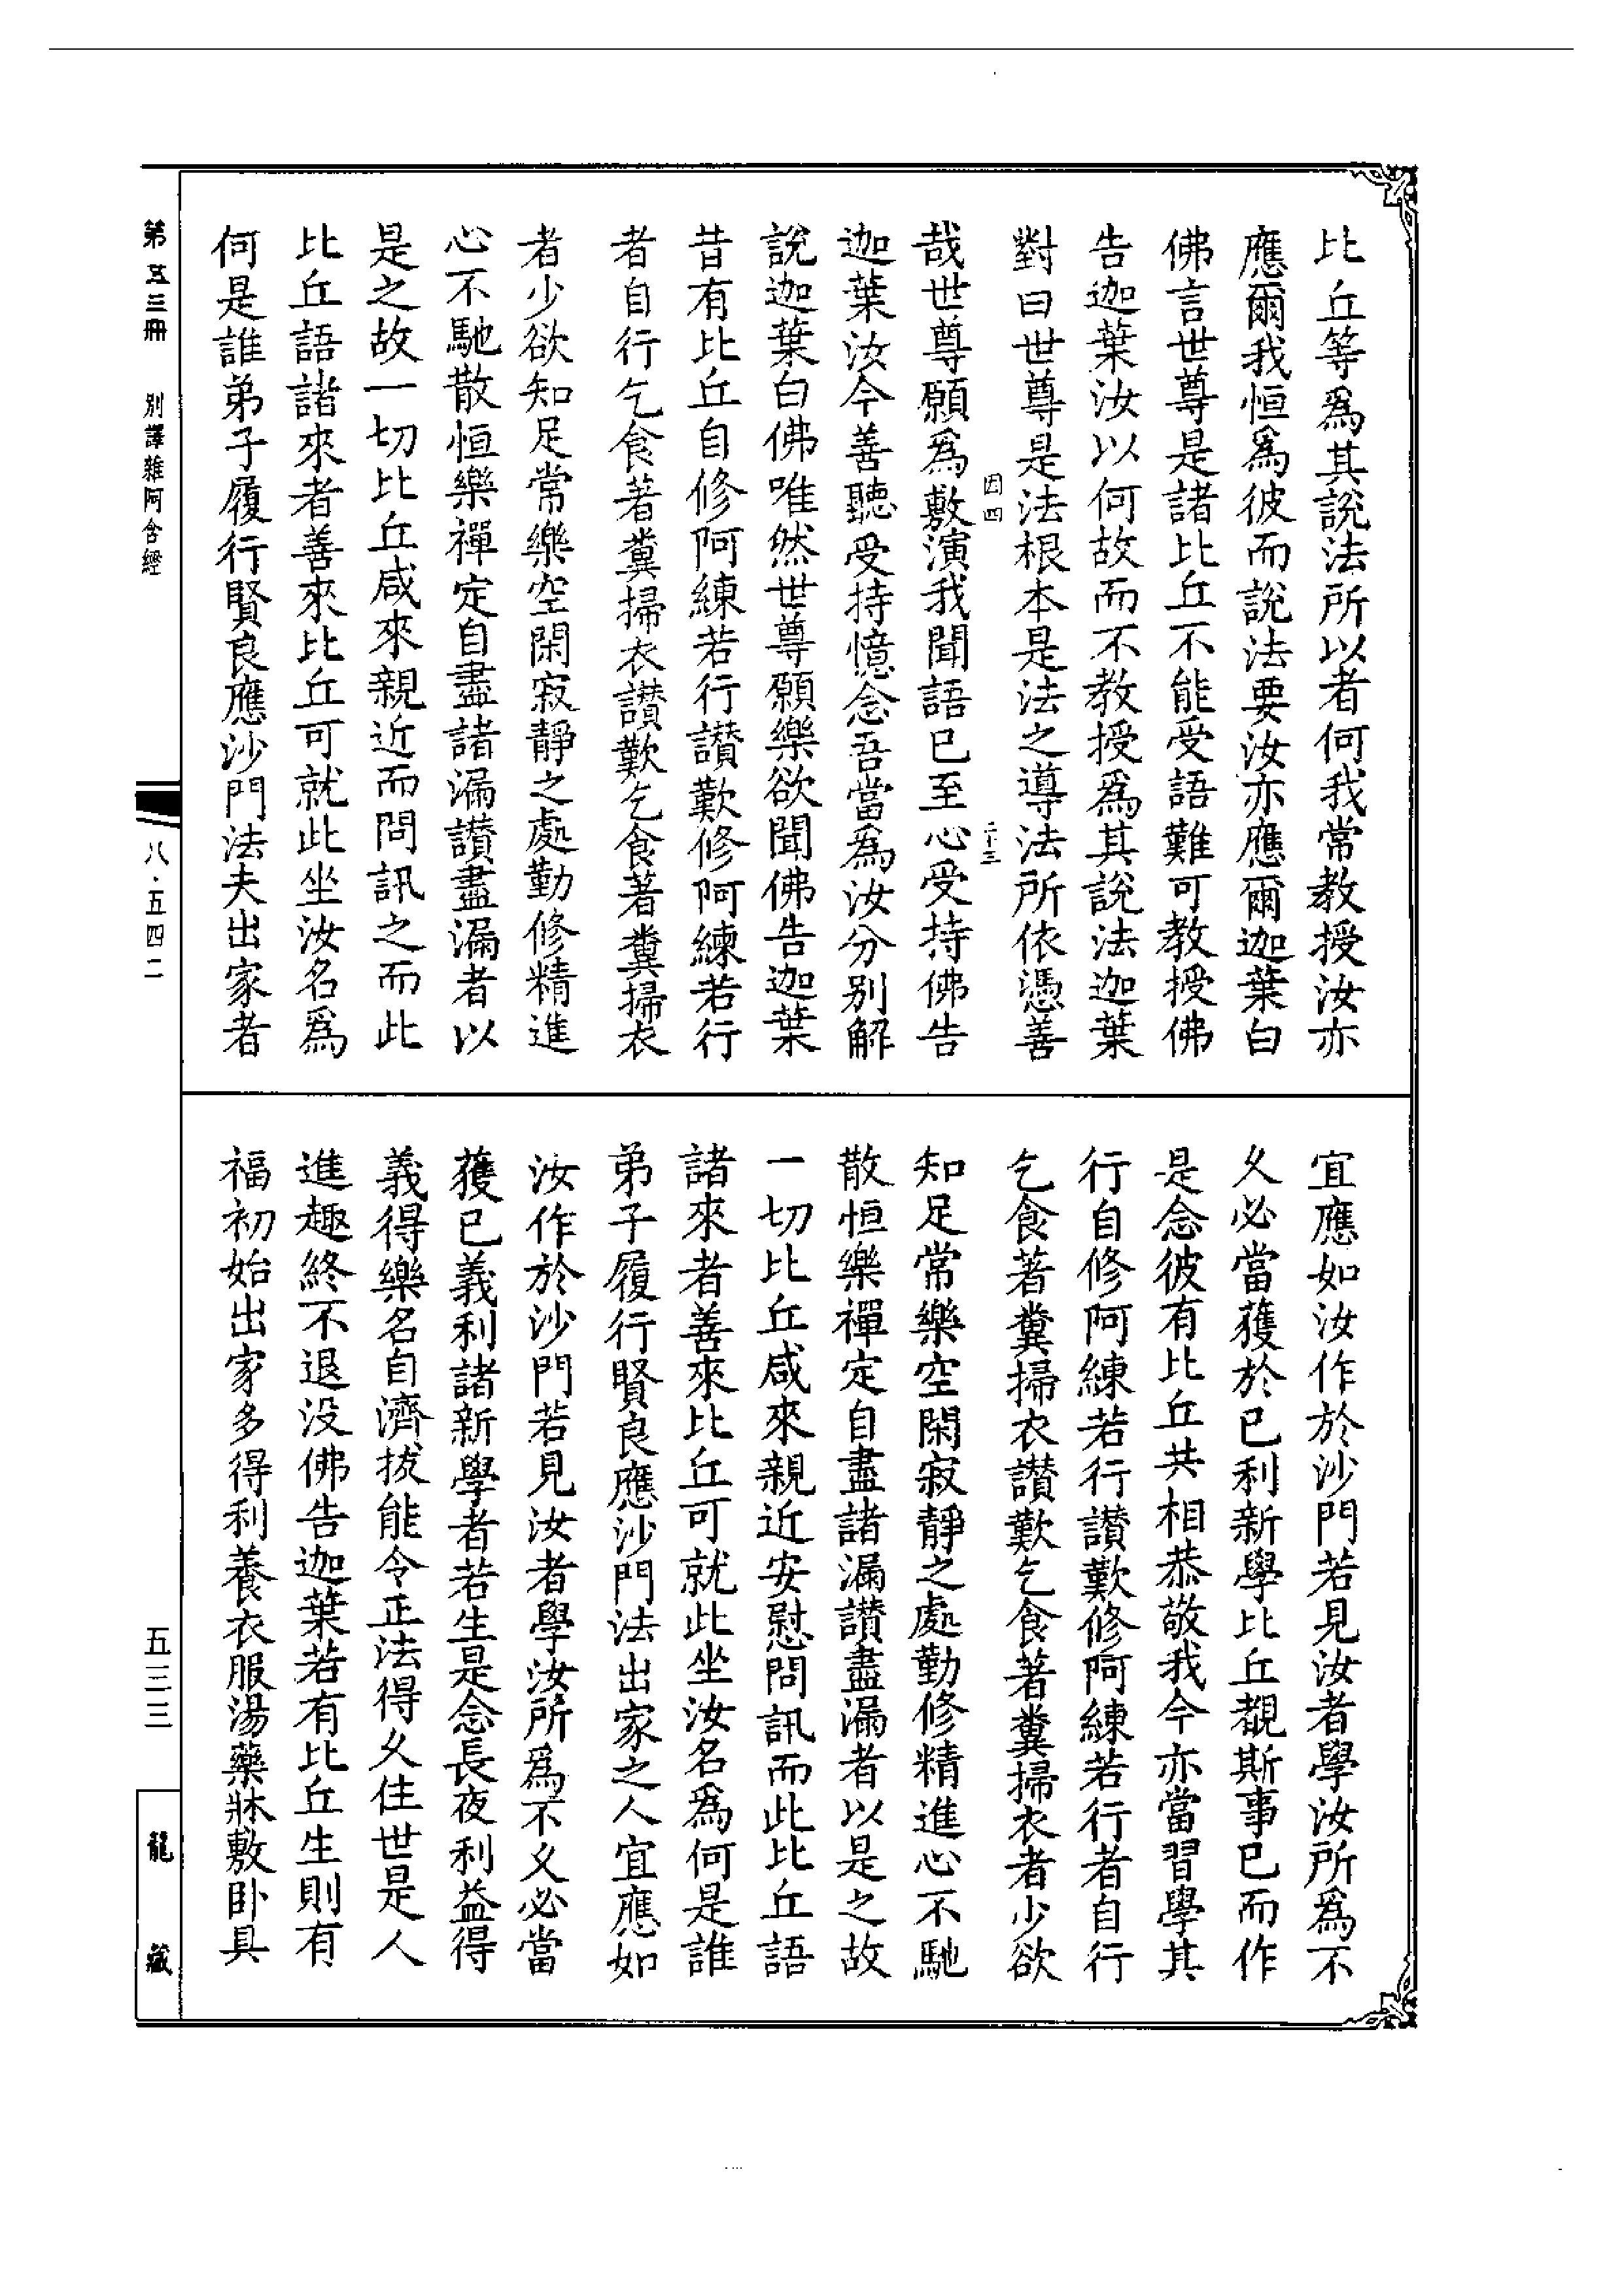 比丘等爲其說法所以者何我常教授汝亦
應爾我恒爲彼而說法要汝亦應爾迦葉白
佛言世尊是諸比丘不能受語難可教授佛
告迦葉汝以何故而不教授爲其說法迦葉
對曰世尊是法根本是法之導法所依憑善
因四
二十三
哉世尊願爲敷演我聞語已至心受持佛告
迦葉汝今善聽受持憶念吾當爲汝分別解
說迦葉白佛唯然世尊願樂欲聞佛告迦葉
昔有比丘自修阿練若行讃歎修阿練若行
者自行乞食著糞掃衣讃歎乞食著糞掃衣
者少欲知足常樂空閑寂靜之處勤修精進
心不馳散恒樂禪定自盡諸漏讃盡漏者以
是之故一切比丘咸來親近而問訊之而此
比丘語諸來者善來比丘可就此坐汝名爲
何是誰弟子履行賢良應沙門法夫出家者
宜應如汝作於沙門若見汝者學汝所爲不
久必當獲於已利新學比丘覩斯事已而作
是念彼有比丘共相恭敬我今亦當習學其
行自修阿練若行讃歎修阿練若行者自行
乞食著糞掃衣讃歎乞食著糞掃衣者少欲
知足常樂空閑寂靜之處勤修精進心不馳
散恒樂禪定自盡諸漏讃盡漏者以是之故
一切比丘咸來親近安慰問訊而此比丘語
諸來者善來比丘可就此坐汝名爲何是誰
弟子履行賢良應沙門法出家之人宜應如
汝作於沙門若見汝者學汝所爲不久必當
獲已義利諸新學者若生是念長夜利益得
義得樂名自濟拔能令正法得久住世是人
進趣終不退没佛告迦葉若有比丘生則有
福初始出家多得利養衣服湯藥牀敷卧具
第五三冊 別譯雜阿含經
八·五四二
五三三
龍藏